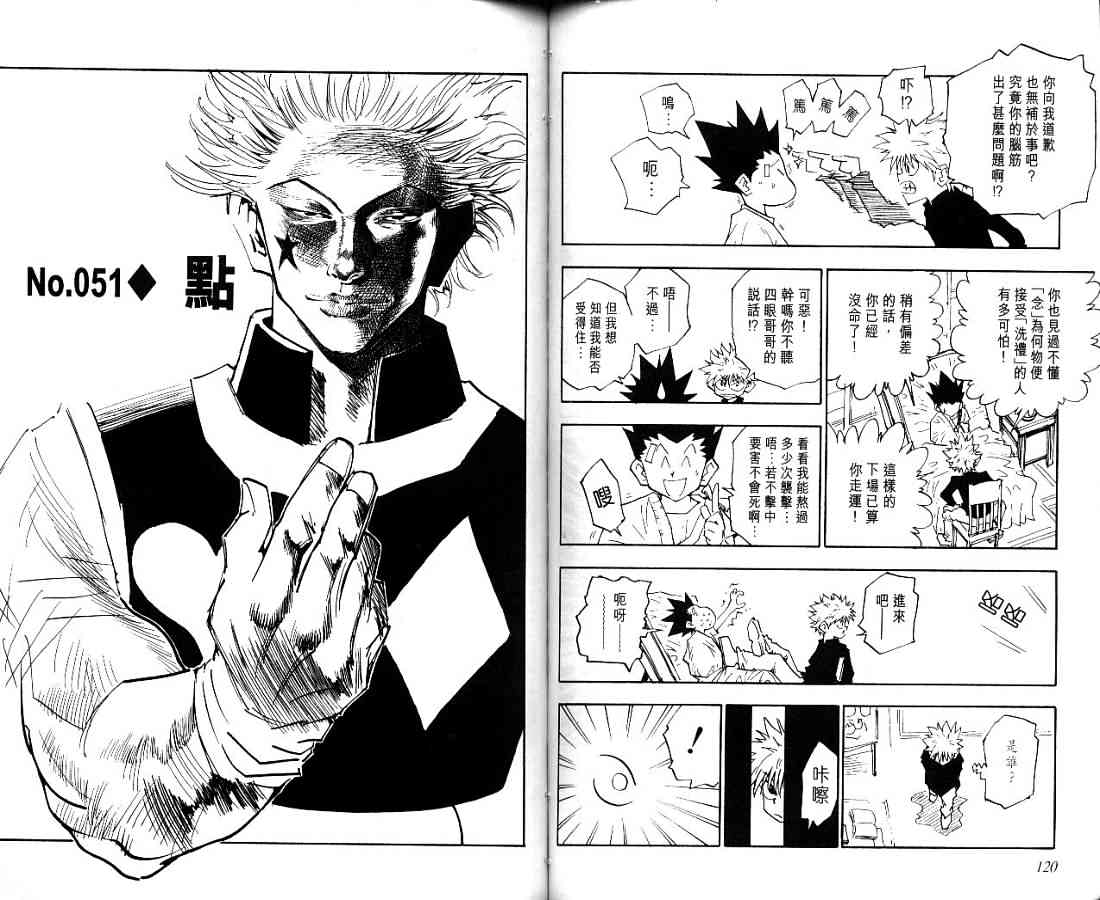 你向我道歉
也無補於事吧？
究竟你的腦筋
出了甚麼問題啊!?
吓!?
罵
罵
罵
嗚…
呃…
你也見過不懂
「念」為何物便
接受「洗禮」的人
有多可怕！
稍有偏差
的話，
你已經
沒命了！
這樣的
下場已算
你走運！
可惡！
幹嗎你不聽
四眼哥哥的
說話!?
唔——
不過…
但我想
知道我能否
受得住…
看看我能熬過
多少次襲擊…
唔…若不擊中
要害不會死啊…
嗖
進來
吧——
呃呀～～
是誰？
咔嚓
！
120
No.051◆ 點